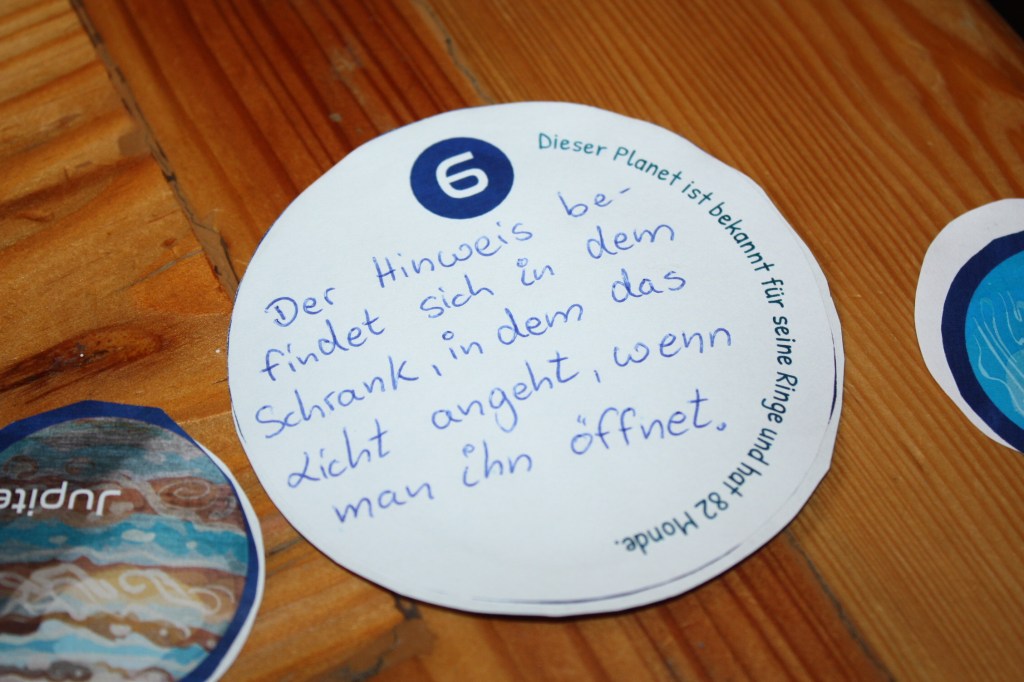 6
Dieser Planet ist bekannt für seine Ringe und hat 82 Monde.
Der Hinweis be-
findet sich in dem
Schrank, in dem das
Licht angeht, wenn
man ihn öffnet.
Jupite